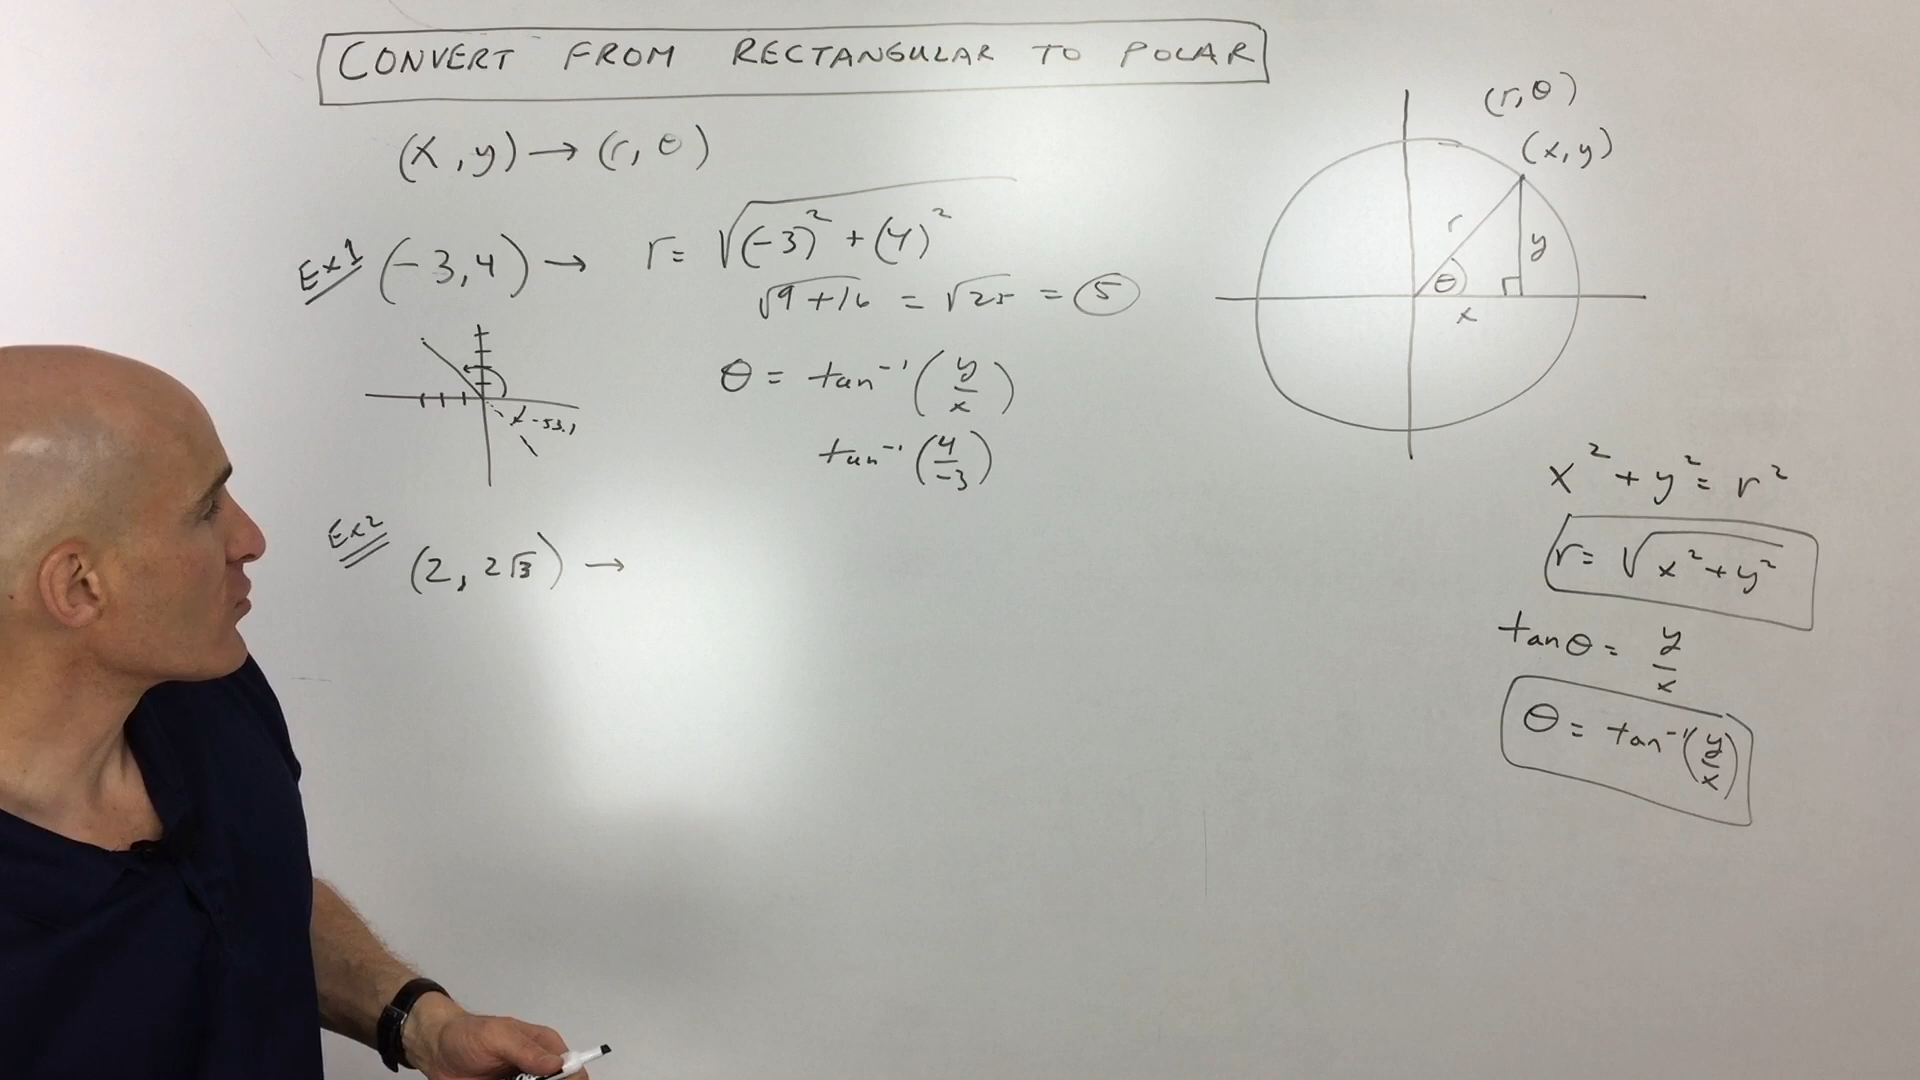 CONVERT FROM RECTANGULAR TO POLAR
(x, y) → (r, θ)
Ex1 (-3, 4) → r = √(-3)² + (4)²
√9 + 16 = √25 = 5
θ = tan⁻¹(y/x)
tan⁻¹(4/-3)
-53.1
Ex2 (2, 2√3) →
(r, θ)
(x, y)
r
y
θ
x
x² + y² = r²
r = √x² + y²
tan θ = y/x
θ = tan⁻¹(y/x)